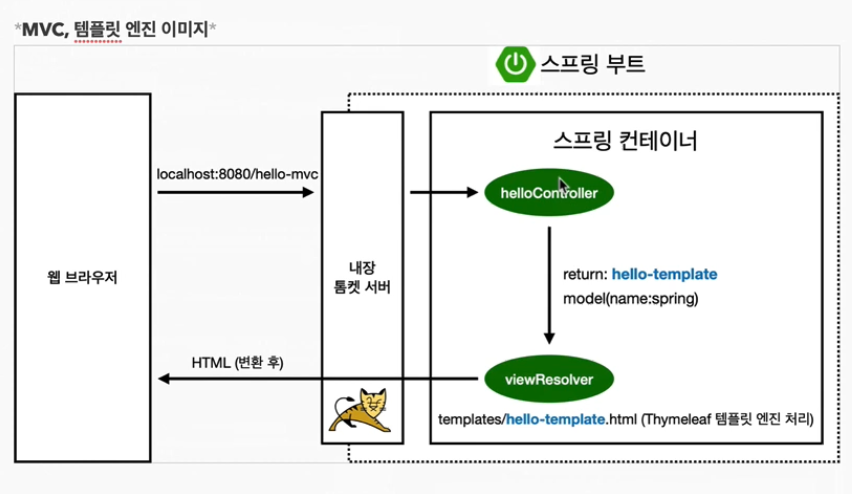 *MVC, 템플릿 엔진 이미지*
스프링 부트
스프링 컨테이너
localhost:8080/hello-mvc
helloController
웹 브라우저
내장
톰켓 서버
return: hello-template
model(name:spring)
HTML (변환 후)
viewResolver
templates/hello-template.html (Thymeleaf 템플릿 엔진 처리)